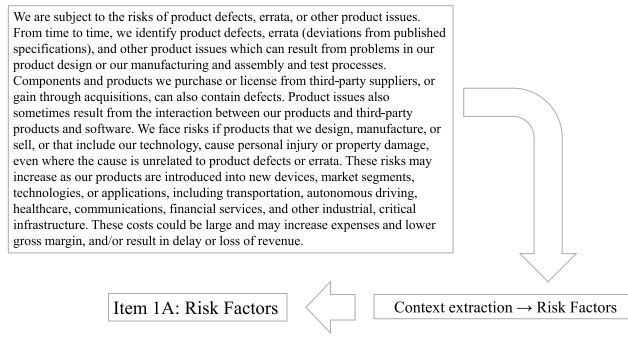 We are subject to the risks of product defects, errata, or other product issues.
From time to time, we identify product defects, errata (deviations from published
specifications), and other product issues which can result from problems in our
product design or our manufacturing and assembly and test processes.
Components and products we purchase or license from third-party suppliers, or
gain through acquisitions, can also contain defects. Product issues also
sometimes result from the interaction between our products and third-party
products and software. We face risks if products that we design, manufacture, or
sell, or that include our technology, cause personal injury or property damage,
even where the cause is unrelated to product defects or errata. These risks may
increase as our products are introduced into new devices, market segments,
technologies, or applications, including transportation, autonomous driving,
healthcare, communications, financial services, and other industrial, critical
infrastructure. These costs could be large and may increase expenses and lower
gross margin, and/or result in delay or loss of revenue.
Context extraction → Risk Factors
Item 1A: Risk Factors